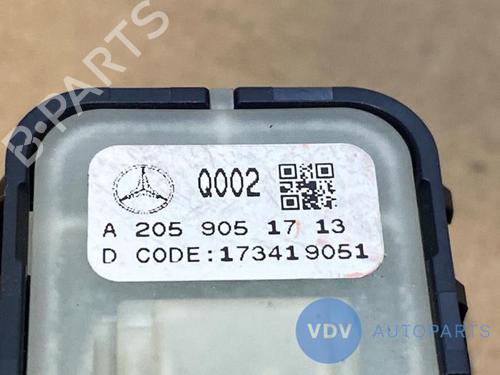 B-PARTS
Q002
A 205 905 17 13
D CODE:173419051
VDV AUTOPARTS